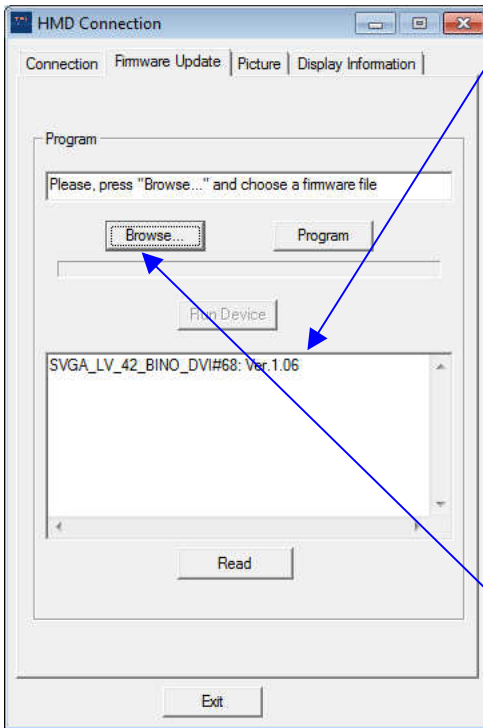 HMD Connection
Connection Firmware Update Picture Display Information
Program
Please, press "Browse..." and choose a firmware file
Browse... Program
Run Device
SVGA_LV_42_BINO_DVI#68: Ver.1.06
Read
Exit